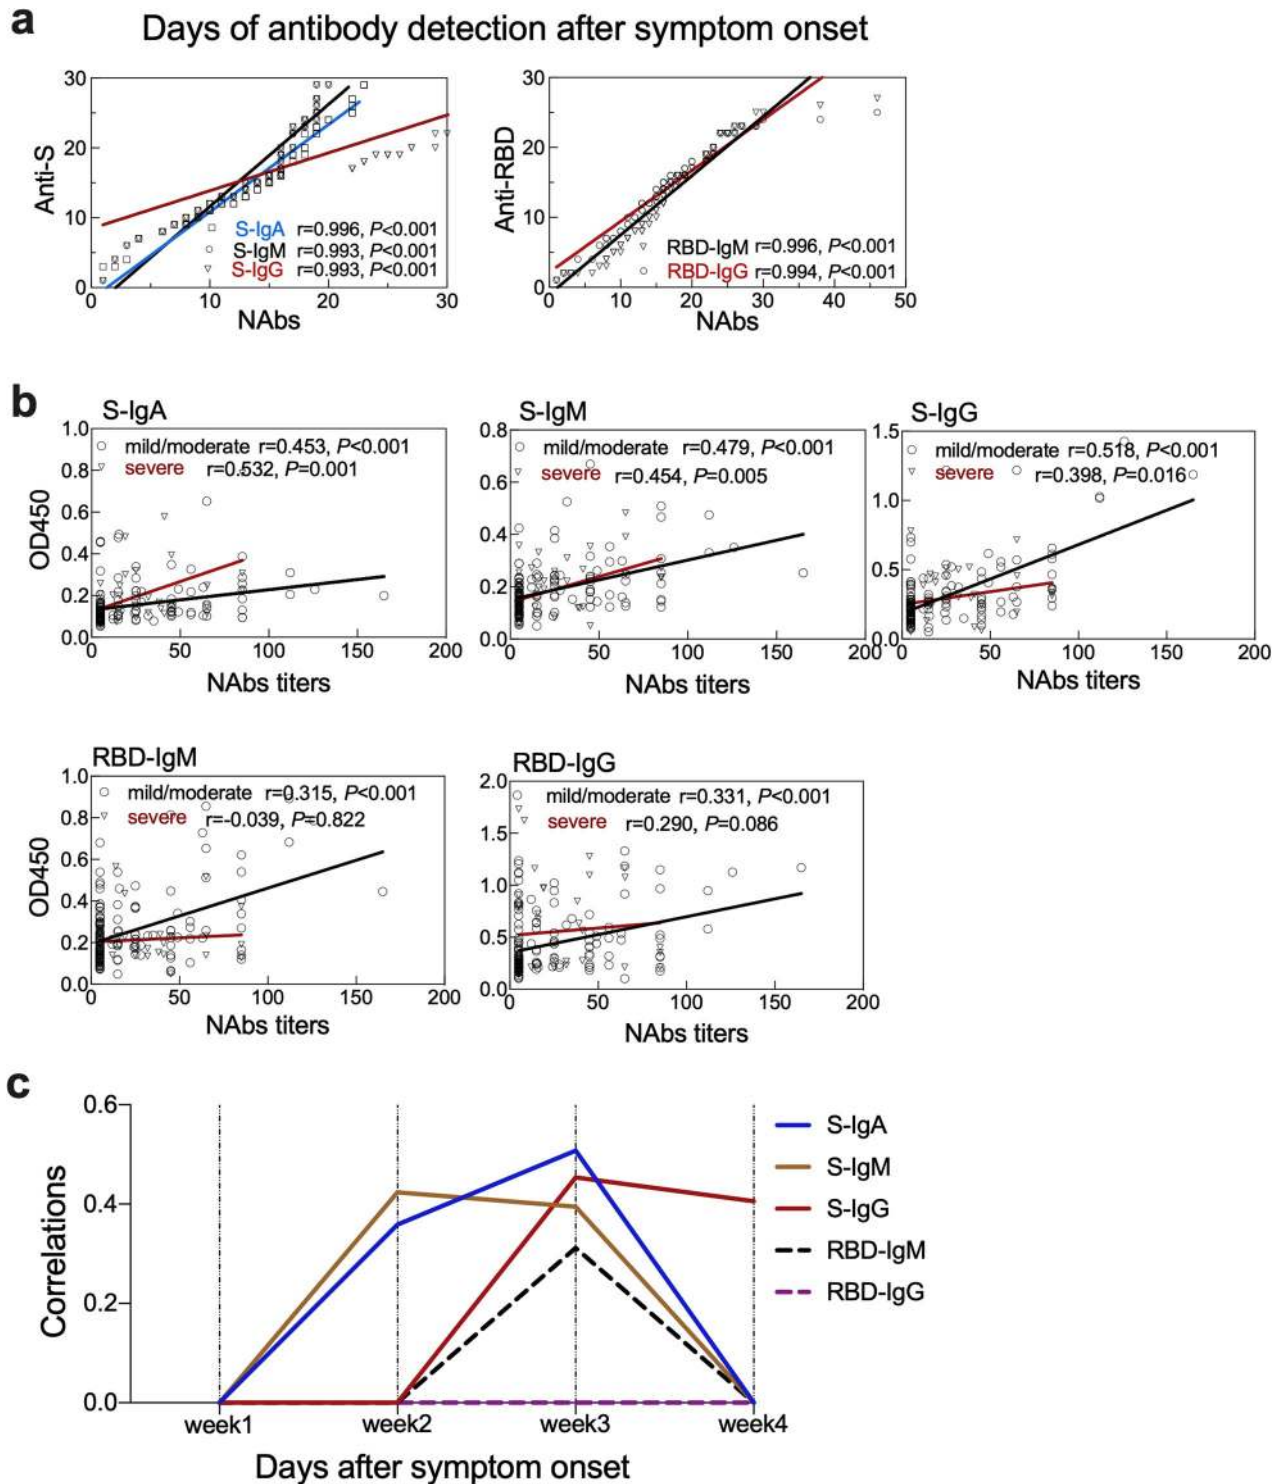 a
Days of antibody detection after symptom onset
30
20
10
0
Anti-S
S-IgA r=0.996, P<0.001
S-IgM r=0.993, P<0.001
S-IgG r=0.993, P<0.001
0 10 20 30
NAbs
30
20
10
0
Anti-RBD
RBD-IgM r=0.996, P<0.001
RBD-IgG r=0.994, P<0.001
0 10 20 30 40 50
NAbs
b
S-IgA
1.0
0.8
0.6
0.4
0.2
0.0
OD450
mild/moderate r=0.453, P<0.001
severe r=0.532, P=0.001
0 50 100 150 200
NAbs titers
S-IgM
0.8
0.6
0.4
0.2
0.0
mild/moderate r=0.479, P<0.001
severe r=0.454, P=0.005
0 50 100 150 200
NAbs titers
S-IgG
1.5
1.0
0.5
0.0
mild/moderate r=0.518, P<0.001
severe r=0.398, P=0.016
0 50 100 150 200
NAbs titers
RBD-IgM
1.0
0.8
0.6
0.4
0.2
0.0
OD450
mild/moderate r=0.315, P<0.001
severe r=-0.039, P=0.822
0 50 100 150 200
NAbs titers
RBD-IgG
2.0
1.5
1.0
0.5
0.0
mild/moderate r=0.331, P<0.001
severe r=0.290, P=0.086
0 50 100 150 200
NAbs titers
c
0.6
0.4
0.2
0.0
Correlations
S-IgA
S-IgM
S-IgG
RBD-IgM
RBD-IgG
week1 week2 week3 week4
Days after symptom onset